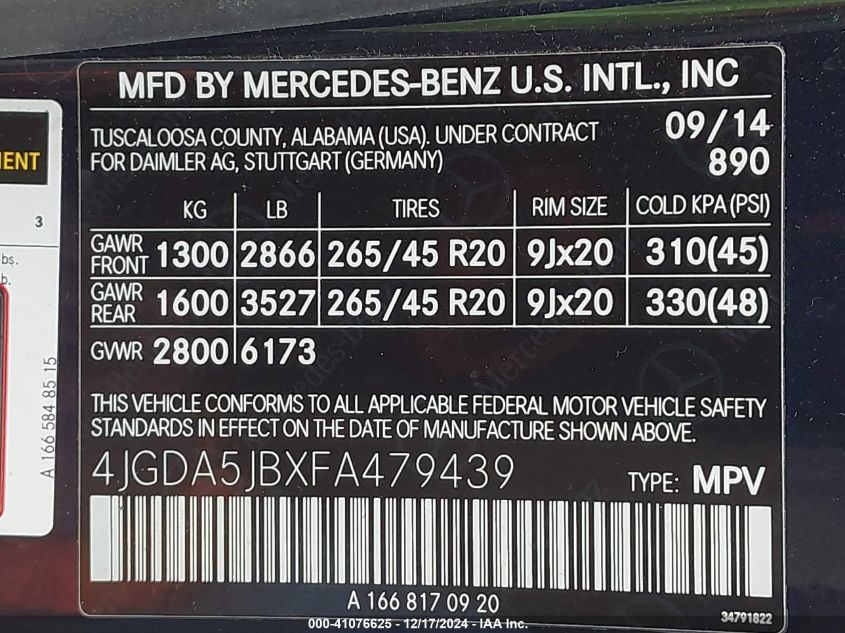 MFD BY MERCEDES-BENZ U.S. INTL., INC
TUSCALOOSA COUNTY, ALABAMA (USA). UNDER CONTRACT 09/14
FOR DAIMLER AG, STUTTGART (GERMANY) 890
KG LB TIRES RIM SIZE COLD KPA (PSI)
GAWR FRONT 1300 2866 265/45 R20 9Jx20 310(45)
GAWR REAR 1600 3527 265/45 R20 9Jx20 330(48)
GVWR 2800 6173
THIS VEHICLE CONFORMS TO ALL APPLICABLE FEDERAL MOTOR VEHICLE SAFETY
STANDARDS IN EFFECT ON THE DATE OF MANUFACTURE SHOWN ABOVE.
4JGDA5JBXFA479439 TYPE: MPV
A 166 817 09 20
34791822
3
A 166 584 85 15
000-41076625 - 12/17/2024 - IAA Inc.